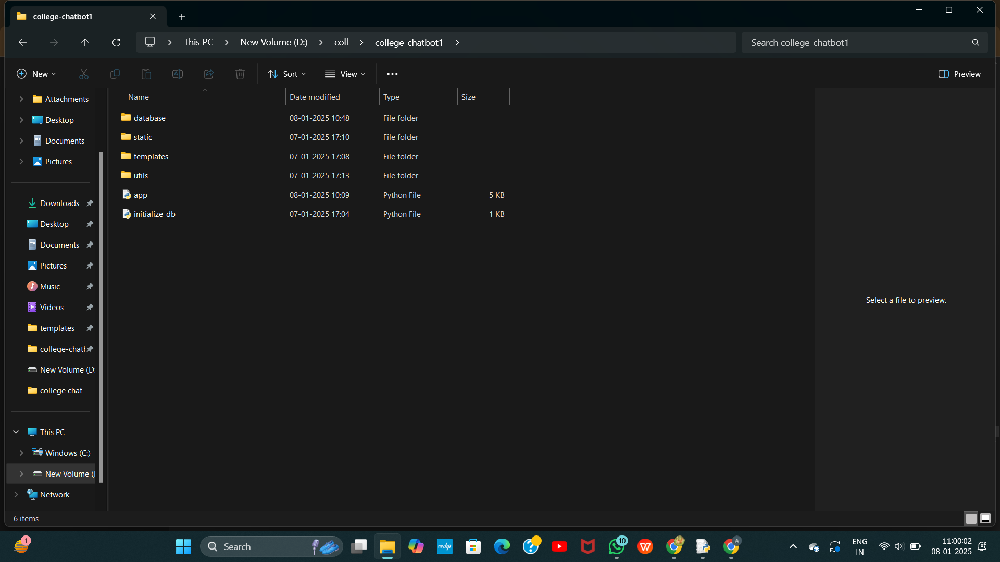 college-chatbot1
This PC
New Volume (D:)
coll
college-chatbot1
Search college-chatbot1
New
Sort
View
Preview
Attachments
Desktop
Documents
Pictures
Downloads
Desktop
Documents
Pictures
Music
Videos
templates
college-chatl
New Volume (D:
college chat
This PC
Windows (C:)
New Volume (I
Network
Name Date modified Type Size
database 08-01-2025 10:48 File folder
static 07-01-2025 17:10 File folder
templates 07-01-2025 17:08 File folder
utils 07-01-2025 17:13 File folder
app 08-01-2025 10:09 Python File 5 KB
initialize_db 07-01-2025 17:04 Python File 1 KB
Select a file to preview.
6 items
1
Search
myhp
10
A
ENG
IN
11:00:02
08-01-2025